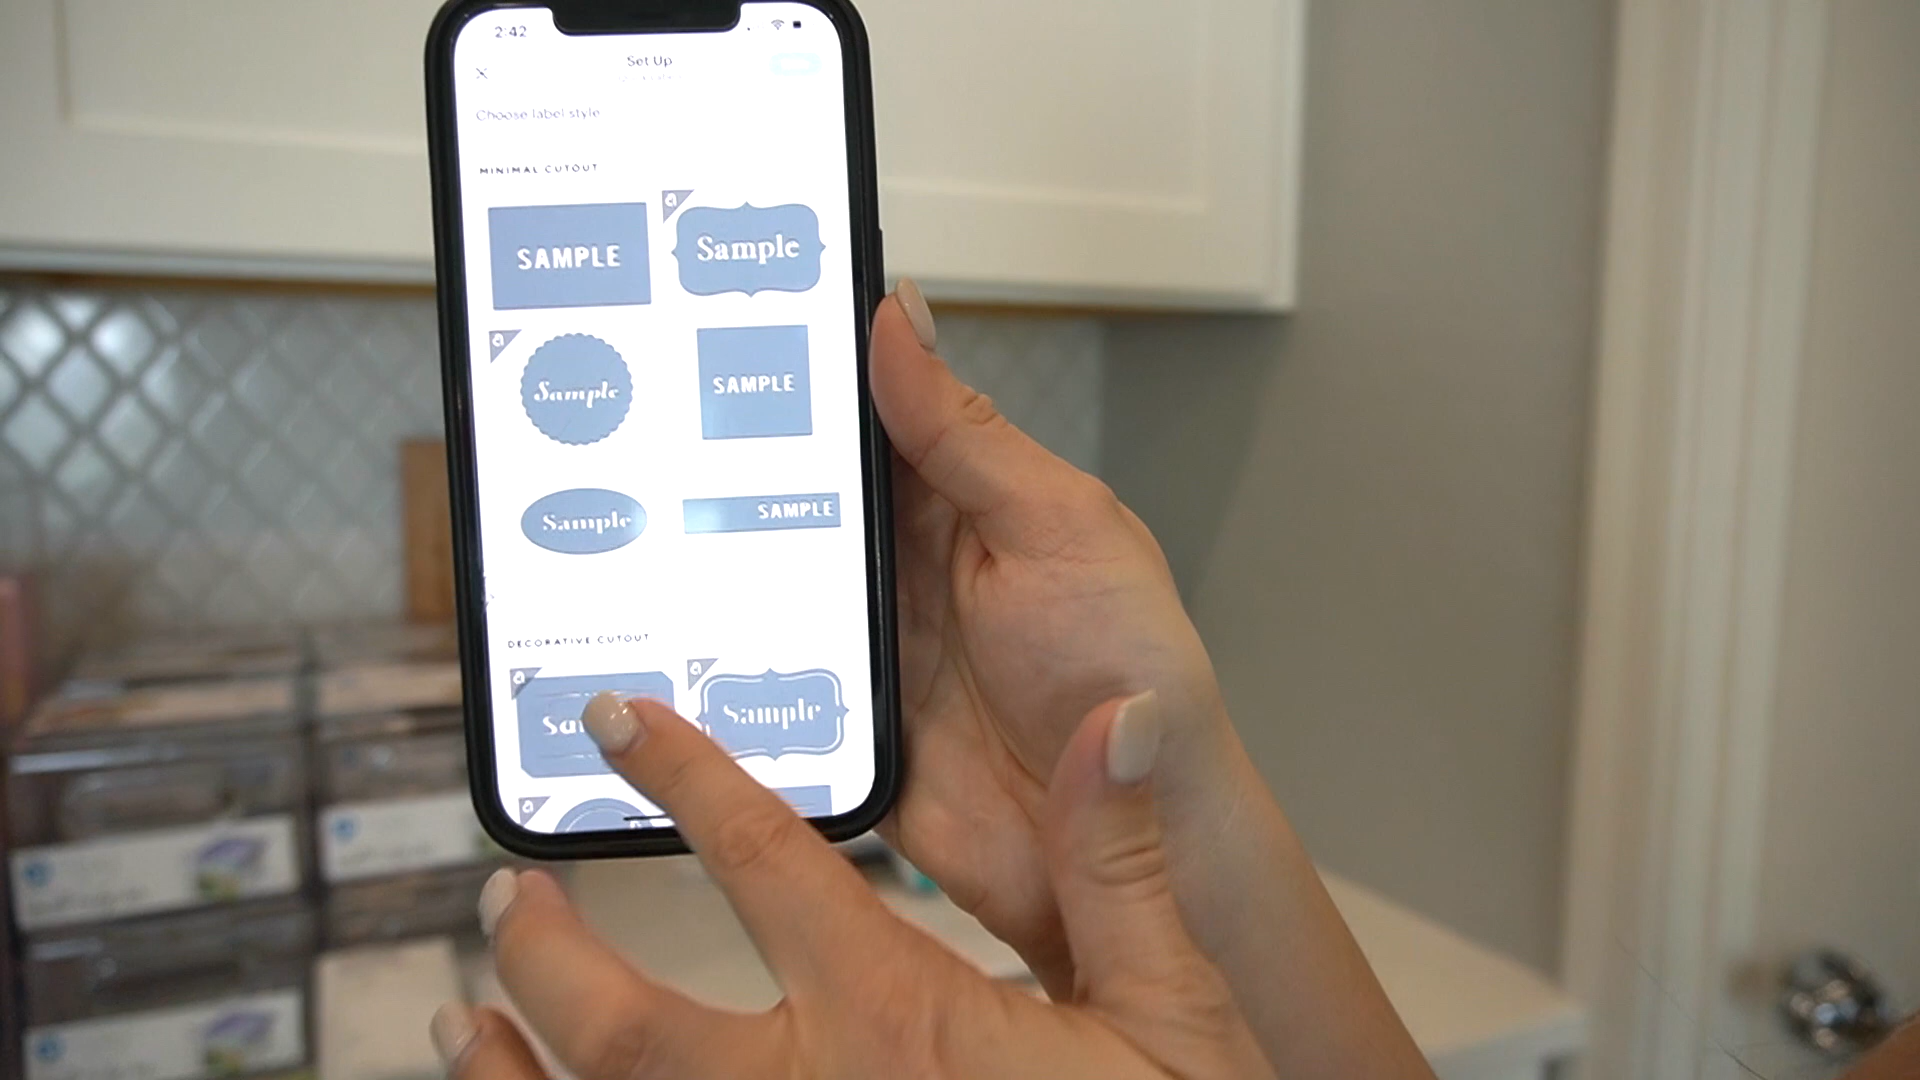 2:42
Set Up
Choose label style
MINIMAL CUTOUT
SAMPLE
a
Sample
a
Sample
SAMPLE
Sample
SAMPLE
DECORATIVE CUTOUT
a
a
Sample
a